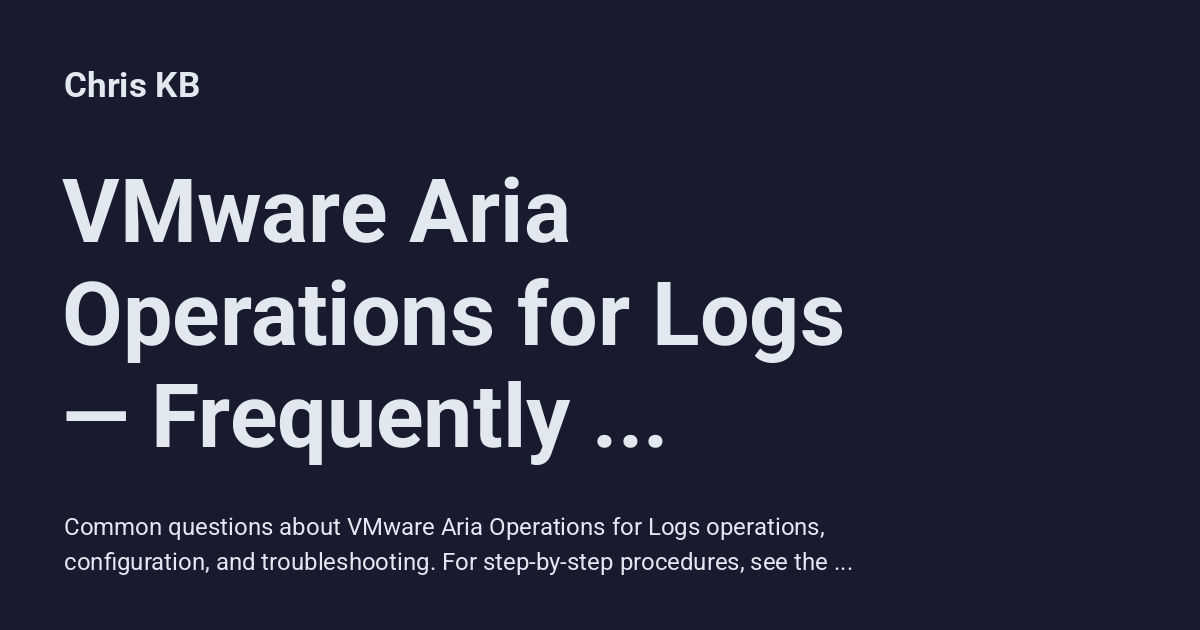 Chris KB
VMware Aria
Operations for Logs
— Frequently ...
Common questions about VMware Aria Operations for Logs operations,
configuration, and troubleshooting. For step-by-step procedures, see the ...